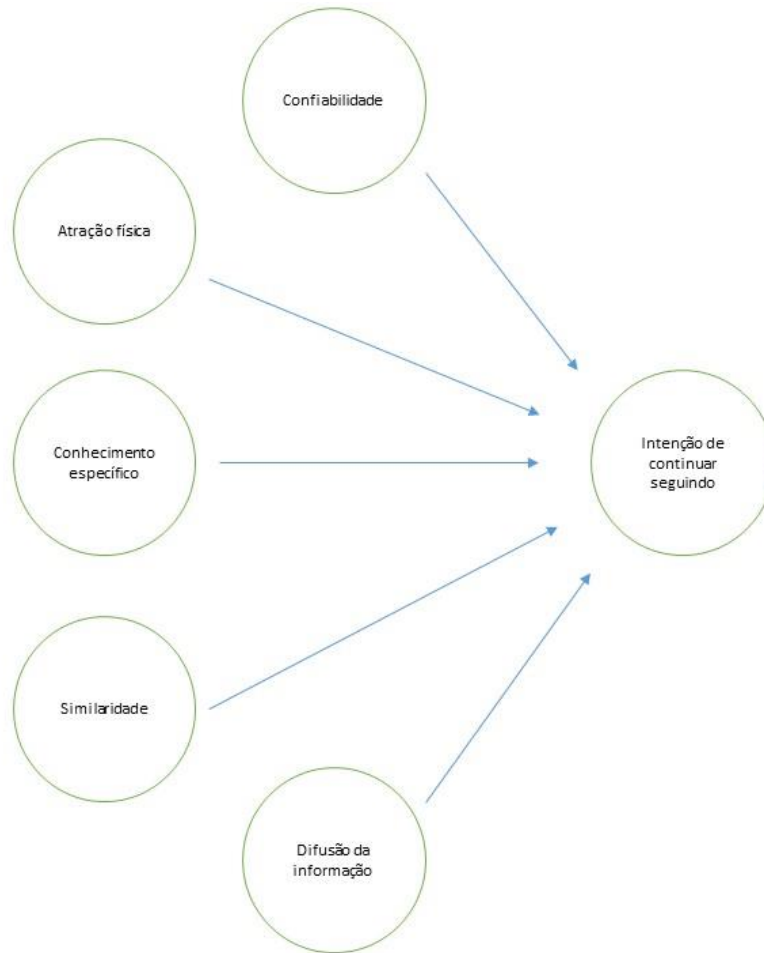 Confiabilidade
Atração física
Conhecimento
específico
Intenção de
continuar
seguindo
Similaridade
Difusão da
informação